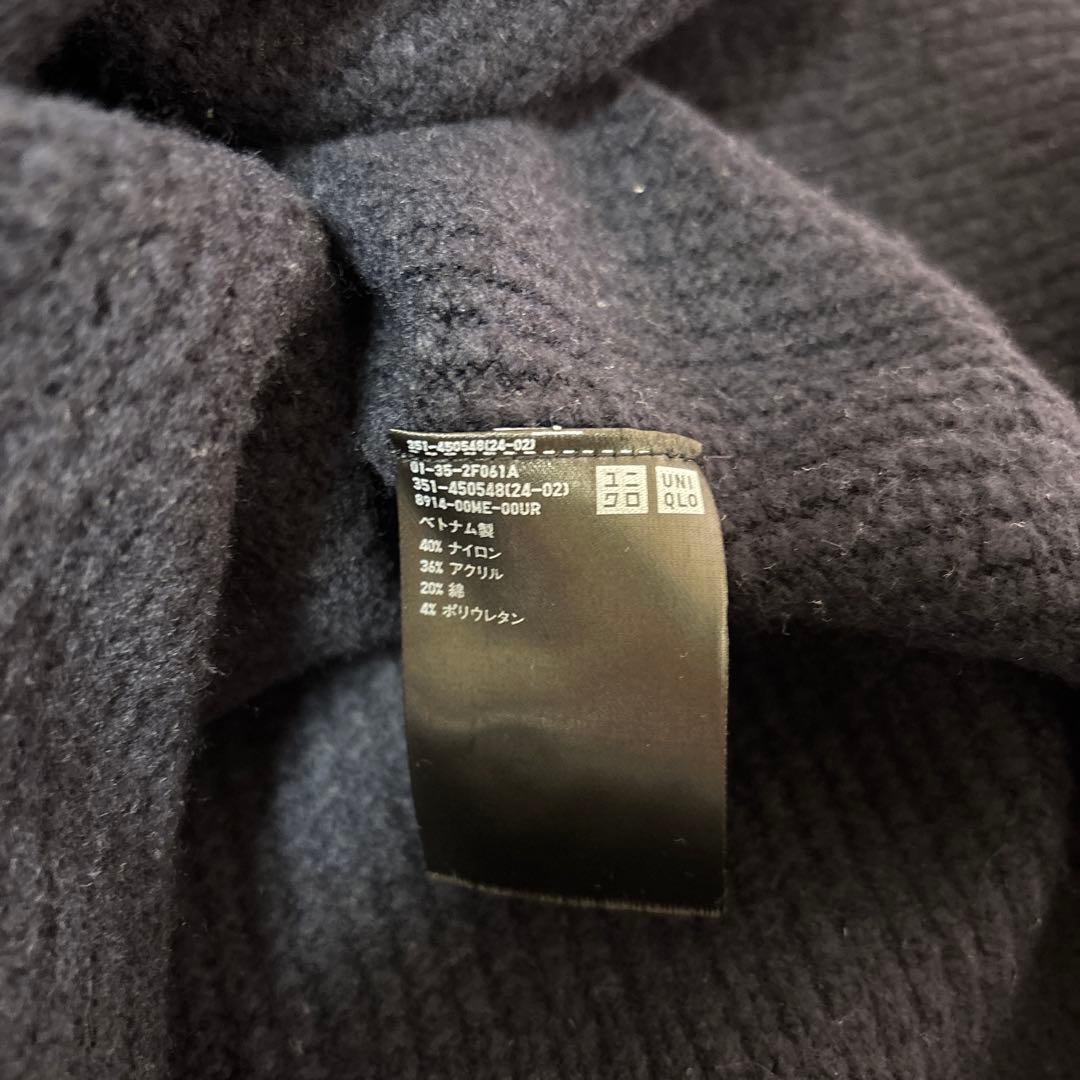 351-450548(24-02)
01-35-2F061A
351-450548(24-02)
8914-00ME-00UR
ユニ
クロ
UNI
QLO
ベトナム製
40% ナイロン
36% アクリル
20% 綿
4% ポリウレタン